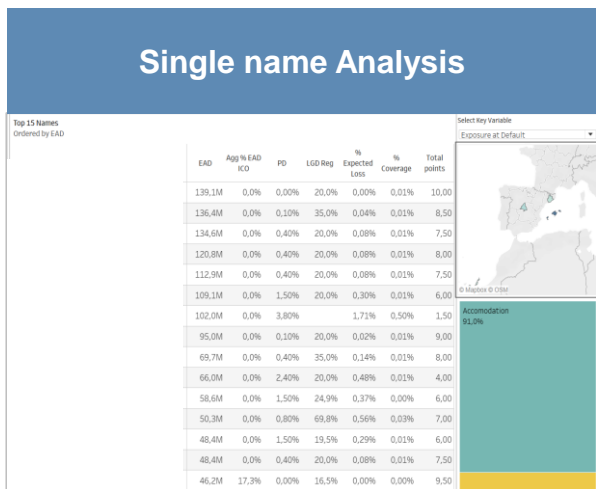 Single name Analysis
Top 15 Names
Ordered by EAD
Select Key Variable
Exposure at Default
EAD Agg % EAD ICO PD LGD Reg % Expected Loss % Coverage Total points
139,1M 0,0% 0,00% 20,0% 0,00% 0,01% 10,00
136,4M 0,0% 0,10% 35,0% 0,04% 0,01% 8,50
134,6M 0,0% 0,40% 20,0% 0,08% 0,01% 7,50
120,8M 0,0% 0,40% 20,0% 0,08% 0,01% 8,00
112,9M 0,0% 0,40% 20,0% 0,08% 0,01% 7,50
109,1M 0,0% 1,50% 20,0% 0,30% 0,01% 6,00
102,0M 0,0% 3,80% 1,71% 0,50% 1,50
95,0M 0,0% 0,10% 20,0% 0,02% 0,01% 9,00
69,7M 0,0% 0,40% 35,0% 0,14% 0,01% 8,00
66,0M 0,0% 2,40% 20,0% 0,48% 0,01% 4,00
58,6M 0,0% 1,50% 24,9% 0,37% 0,00% 6,00
50,3M 0,0% 0,80% 69,8% 0,56% 0,03% 7,00
48,4M 0,0% 1,50% 19,5% 0,29% 0,01% 6,00
48,4M 0,0% 0,40% 20,0% 0,08% 0,01% 7,50
46,2M 17,3% 0,00% 16,5% 0,00% 0,00% 9,50
© Mapbox © OSM
Accomodation
91,0%